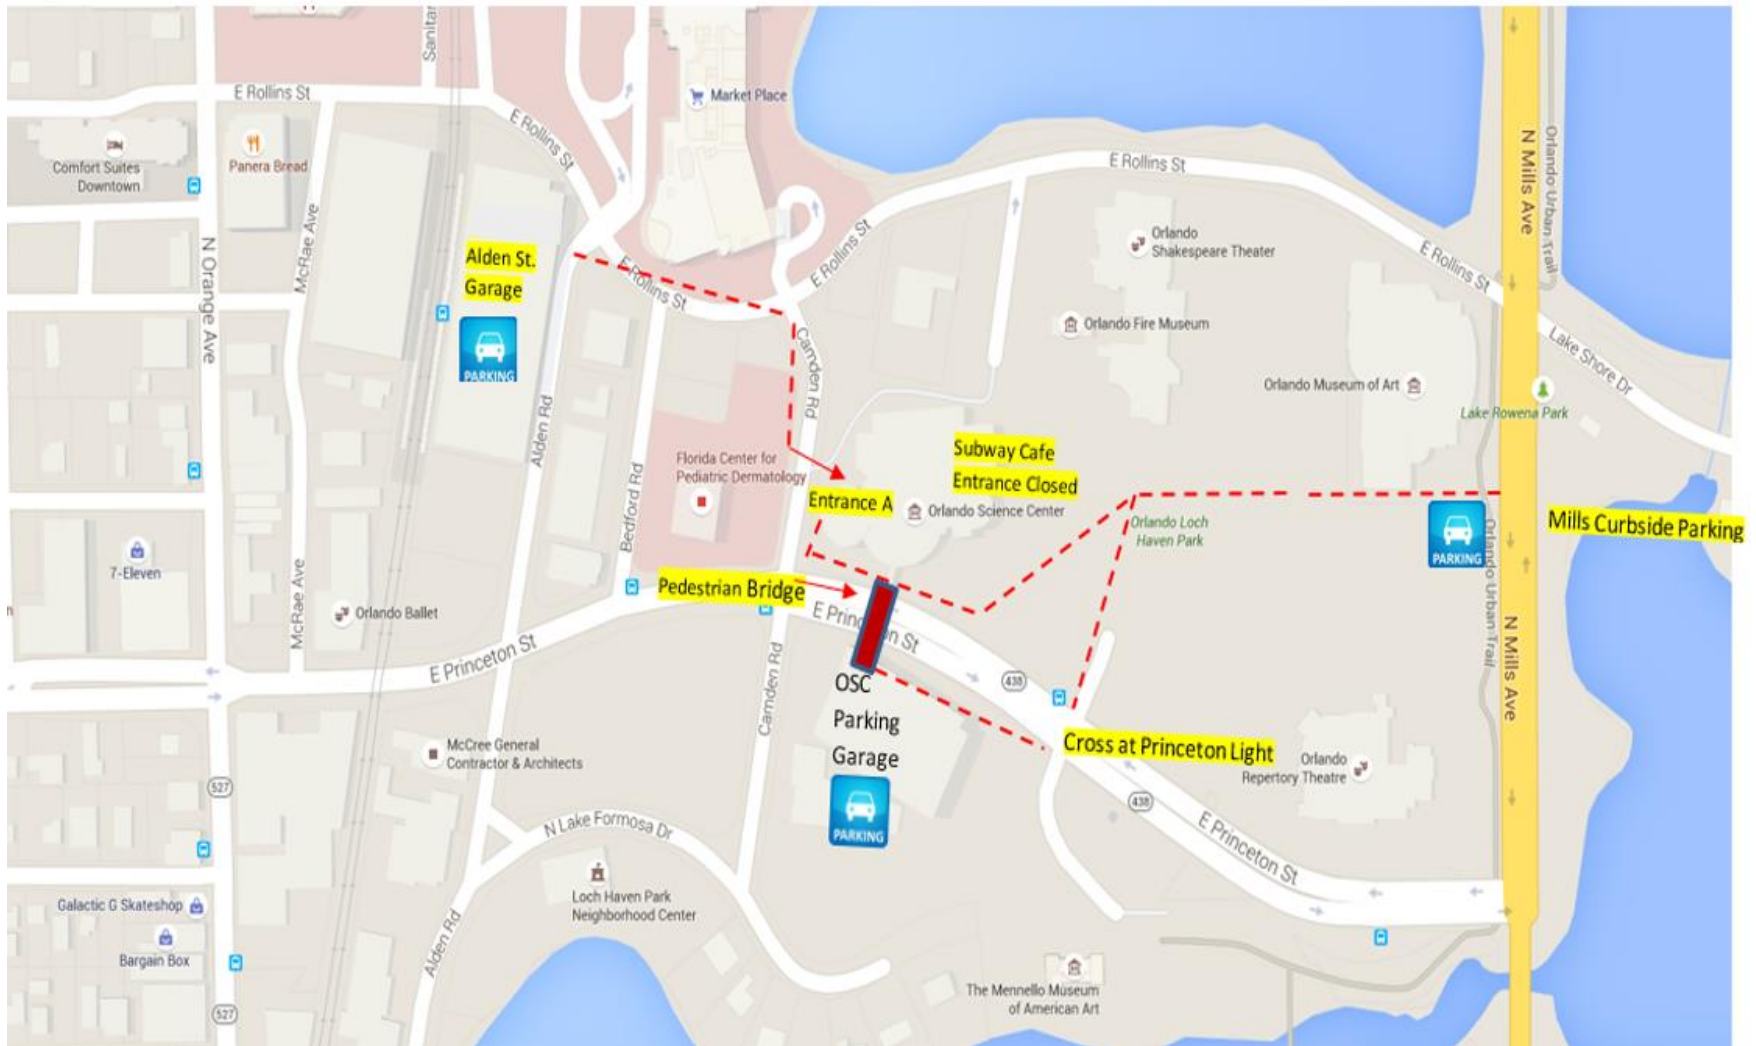 Sanitar
E Rollins St
Market Place
E Rollins St
Comfort Suites
Downtown
Panera Bread
E Rollins St
N Mills Ave
Orlando Urban Trail
McRae Ave
N Orange Ave
Alden St.
Garage
E Rollins St
E Rollins St
Orlando
Shakespeare Theater
E Rollins St
PARKING
Camden Rd
Orlando Fire Museum
Lake Shore Dr
Orlando Museum of Art
Lake Rowena Park
Alden Rd
Florida Center for
Pediatric Dermatology
Subway Cafe
Entrance Closed
Entrance A
Orlando Science Center
Bedford Rd
Orlando Loch
Haven Park
PARKING
Mills Curbside Parking
Orlando Urban Trail
7-Eleven
McRae Ave
Orlando Ballet
Pedestrian Bridge
E Princeton St
E Princeton St
N Mills Ave
438
OSC
Parking
Garage
PARKING
Camden Rd
Cross at Princeton Light
McCree General
Contractor & Architects
Orlando
Repertory Theatre
527
438
N Lake Formosa Dr
E Princeton St
Loch Haven Park
Neighborhood Center
Galactic G Skateshop
Bargain Box
Alden Rd
The Mennello Museum
of American Art
527